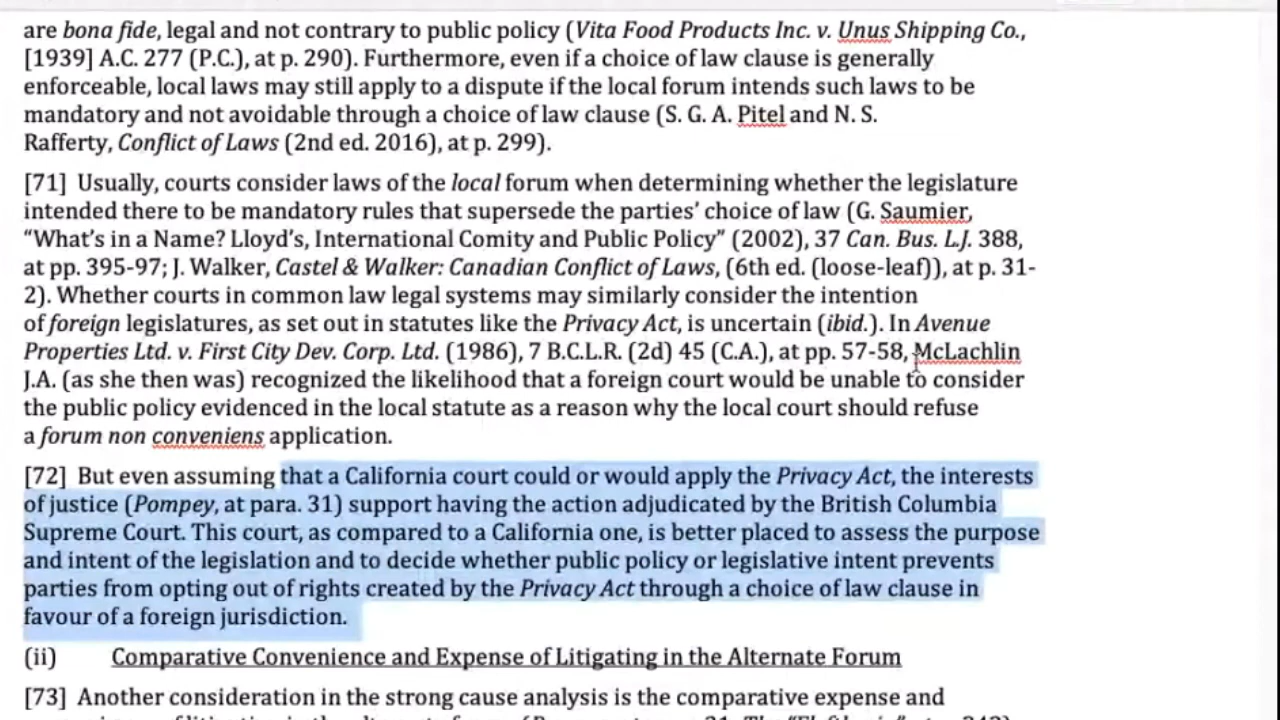 are bona fide, legal and not contrary to public policy (Vita Food Products Inc. v. Unus Shipping Co.,
[1939] A.C. 277 (P.C.), at p. 290). Furthermore, even if a choice of law clause is generally
enforceable, local laws may still apply to a dispute if the local forum intends such laws to be
mandatory and not avoidable through a choice of law clause (S. G. A. Pitel and N. S.
Rafferty, Conflict of Laws (2nd ed. 2016), at p. 299).
[71] Usually, courts consider laws of the local forum when determining whether the legislature
intended there to be mandatory rules that supersede the parties’ choice of law (G. Saumier,
“What’s in a Name? Lloyd’s, International Comity and Public Policy” (2002), 37 Can. Bus. L.J. 388,
at pp. 395-97; J. Walker, Castel & Walker: Canadian Conflict of Laws, (6th ed. (loose-leaf)), at p. 31-
2). Whether courts in common law legal systems may similarly consider the intention
of foreign legislatures, as set out in statutes like the Privacy Act, is uncertain (ibid.). In Avenue
Properties Ltd. v. First City Dev. Corp. Ltd. (1986), 7 B.C.L.R. (2d) 45 (C.A.), at pp. 57-58, McLachlin
J.A. (as she then was) recognized the likelihood that a foreign court would be unable to consider
the public policy evidenced in the local statute as a reason why the local court should refuse
a forum non conveniens application.
[72] But even assuming that a California court could or would apply the Privacy Act, the interests
of justice (Pompey, at para. 31) support having the action adjudicated by the British Columbia
Supreme Court. This court, as compared to a California one, is better placed to assess the purpose
and intent of the legislation and to decide whether public policy or legislative intent prevents
parties from opting out of rights created by the Privacy Act through a choice of law clause in
favour of a foreign jurisdiction.
(ii) Comparative Convenience and Expense of Litigating in the Alternate Forum
[73] Another consideration in the strong cause analysis is the comparative expense and